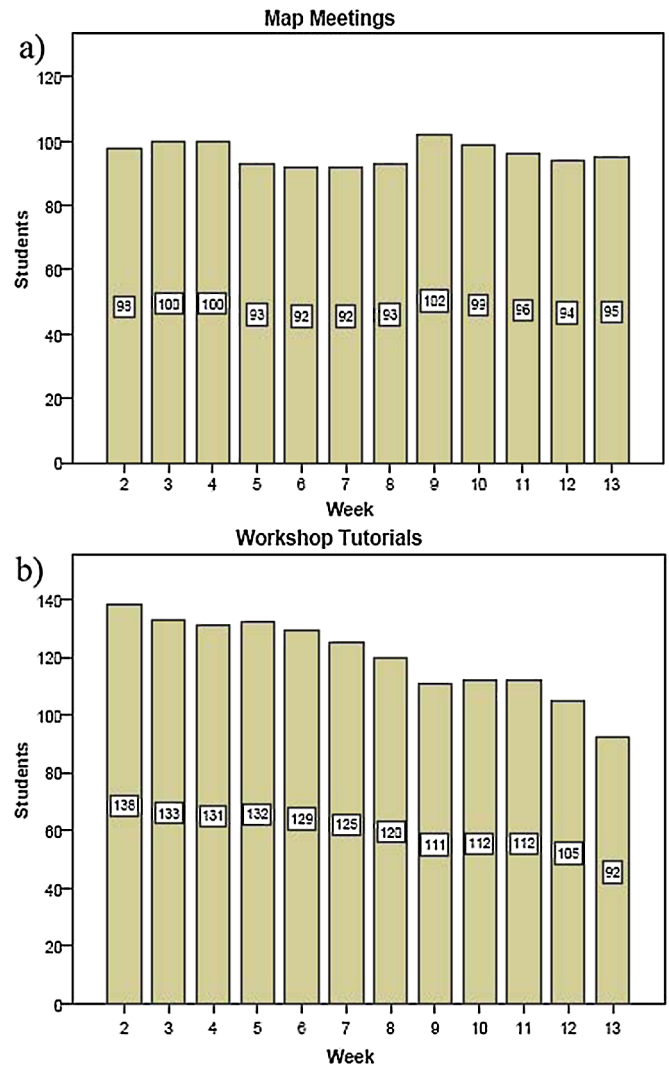 Map Meetings
a)
120
100
80
60
40
20
0
Students
98 100 100 93 92 92 93 102 99 96 94 95
2 3 4 5 6 7 8 9 10 11 12 13
Week
Workshop Tutorials
b)
140
120
100
80
60
40
20
0
Students
138 133 131 132 129 125 120 111 112 112 105 92
2 3 4 5 6 7 8 9 10 11 12 13
Week